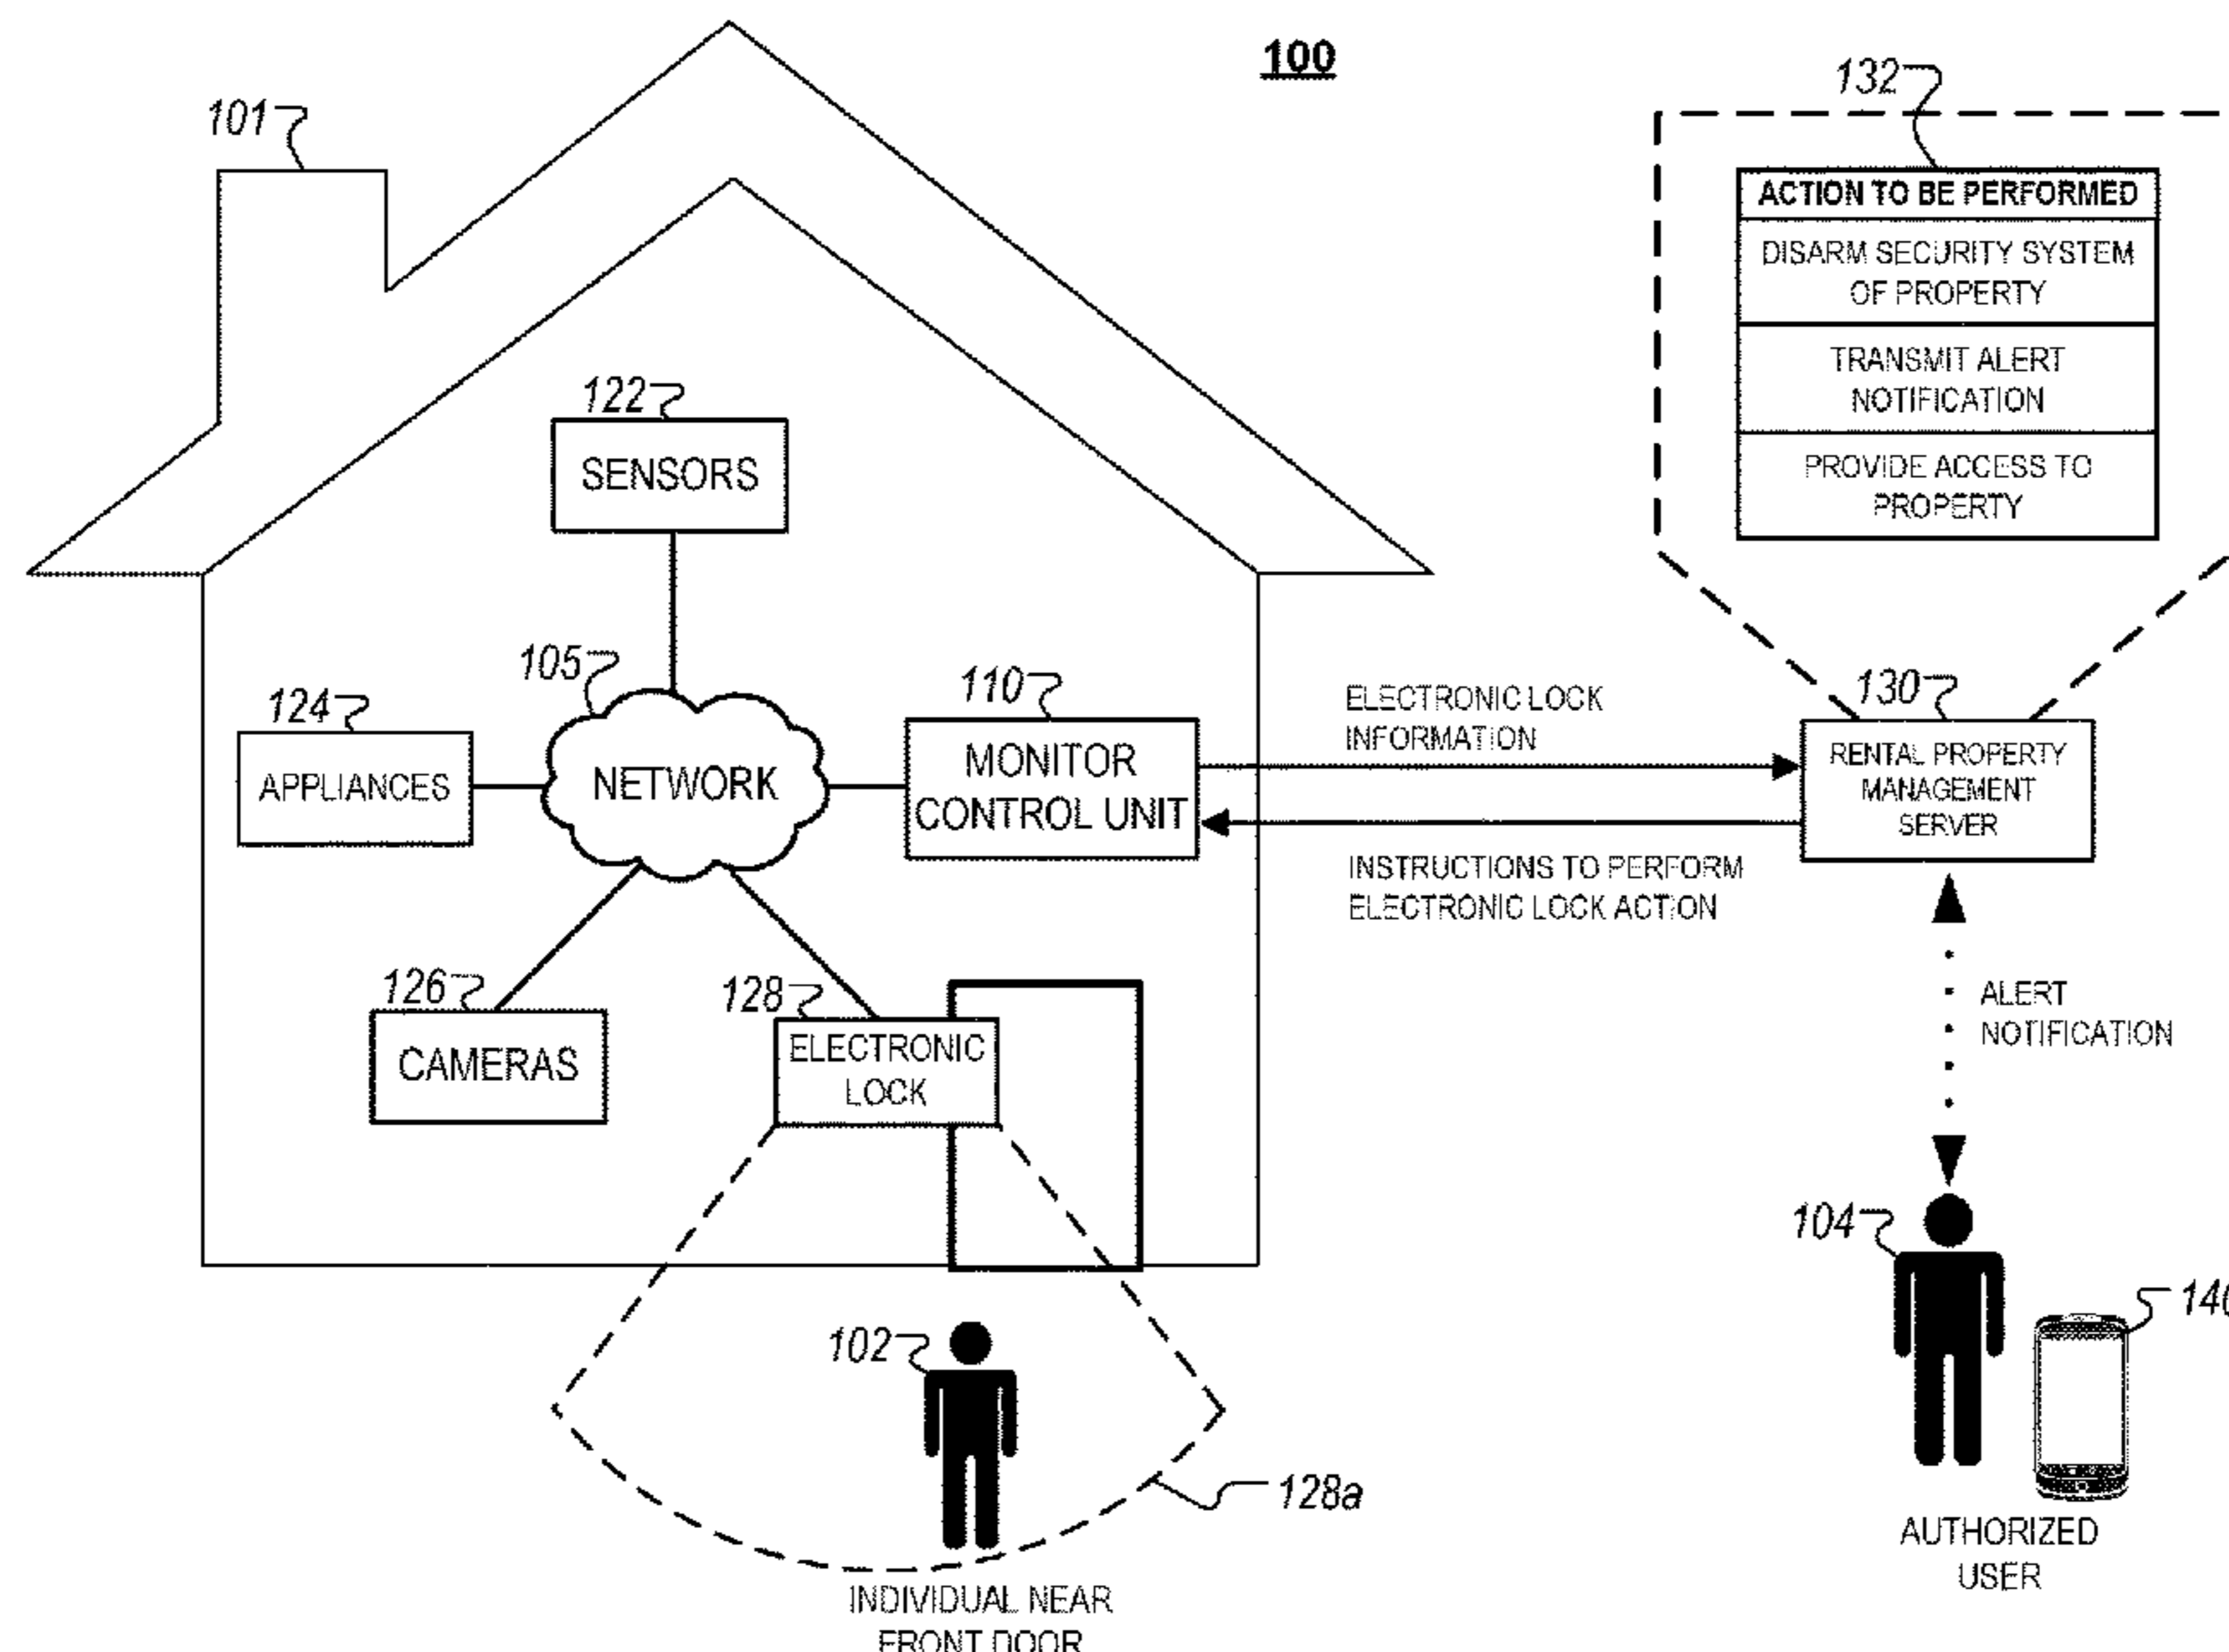 100
132
101
ACTION TO BE PERFORMED
DISARM SECURITY SYSTEM
OF PROPERTY
TRANSMIT ALERT
NOTIFICATION
PROVIDE ACCESS TO
PROPERTY
122
SENSORS
105
NETWORK
124
APPLIANCES
110
MONITOR
CONTROL UNIT
ELECTRONIC LOCK
INFORMATION
INSTRUCTIONS TO PERFORM
ELECTRONIC LOCK ACTION
130
RENTAL PROPERTY
MANAGEMENT
SERVER
126
CAMERAS
128
ELECTRONIC
LOCK
ALERT
NOTIFICATION
104
102
128a
INDIVIDUAL NEAR
FRONT DOOR
AUTHORIZED
USER